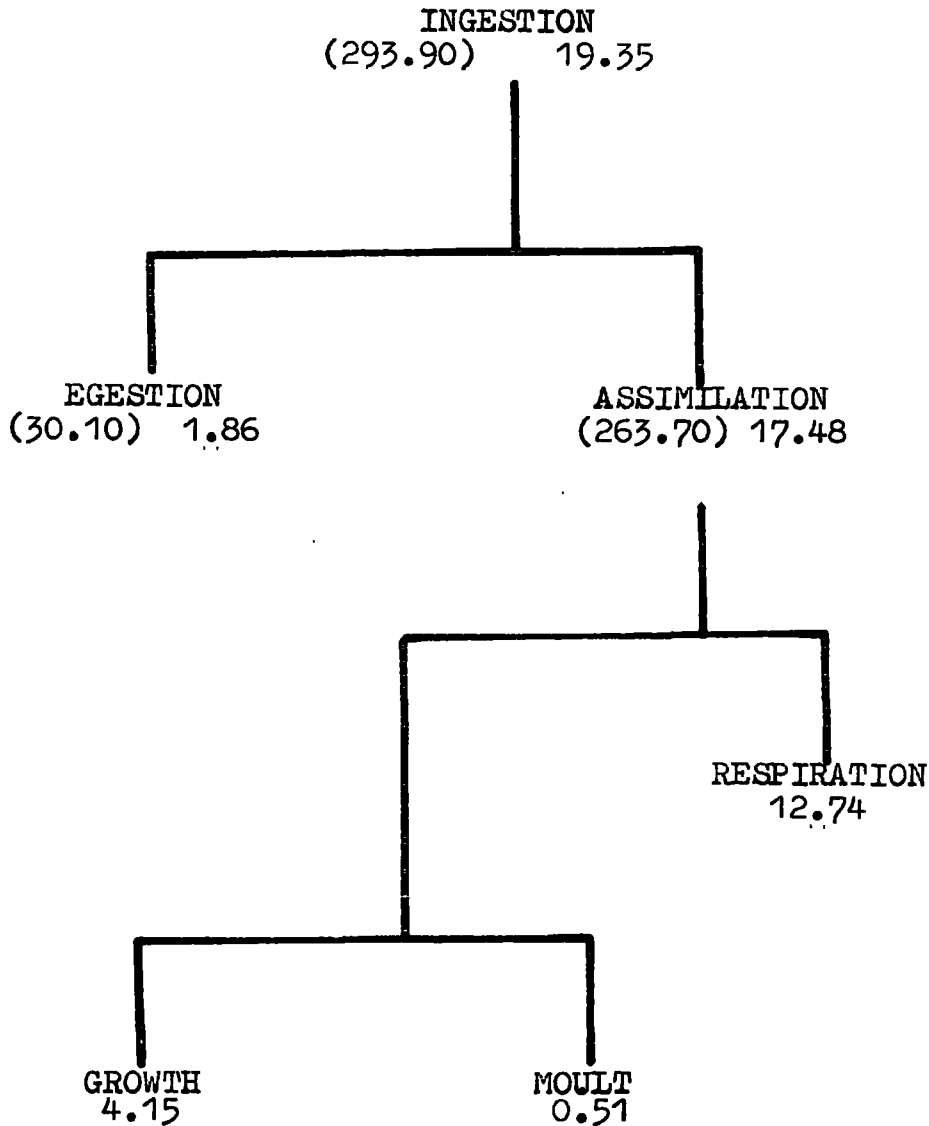 INGESTION
(293.90) 19.35
EGESTION
(30.10) 1.86
ASSIMILATION
(263.70) 17.48
RESPIRATION
12.74
GROWTH
4.15
MOULT
0.51